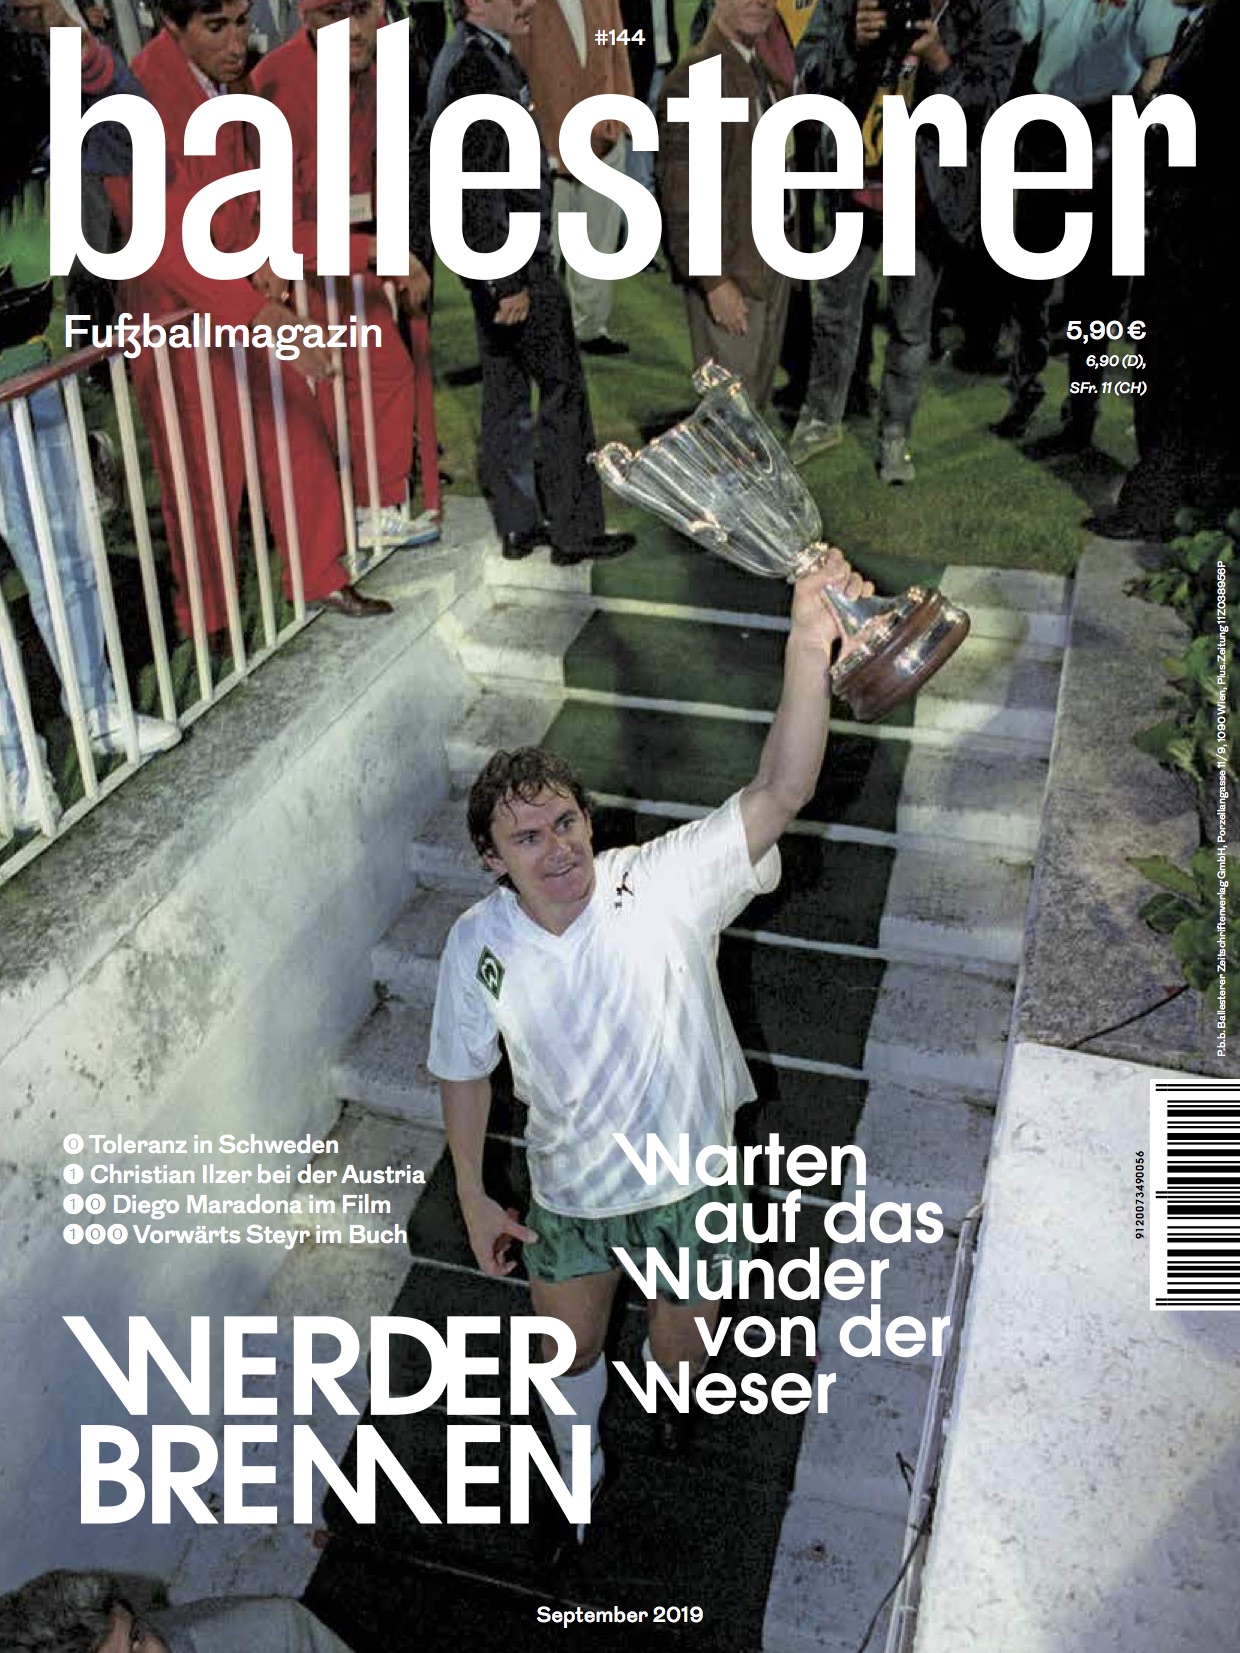 #144
ballesterer
Fußballmagazin
5,90 €
6,90 (D),
SFr. 11 (CH)
P.b.b. Ballesterer Zeitschriftenverlag GmbH, Porzellangasse 11/9, 1090 Wien, Plus.Zeitung 11Z038958P
9120073490056
0 Toleranz in Schweden
1 Christian Ilzer bei der Austria
10 Diego Maradona im Film
100 Vorwärts Steyr im Buch
WERDER
BREMEN
Warten
auf das
Wunder
von der
Weser
September 2019